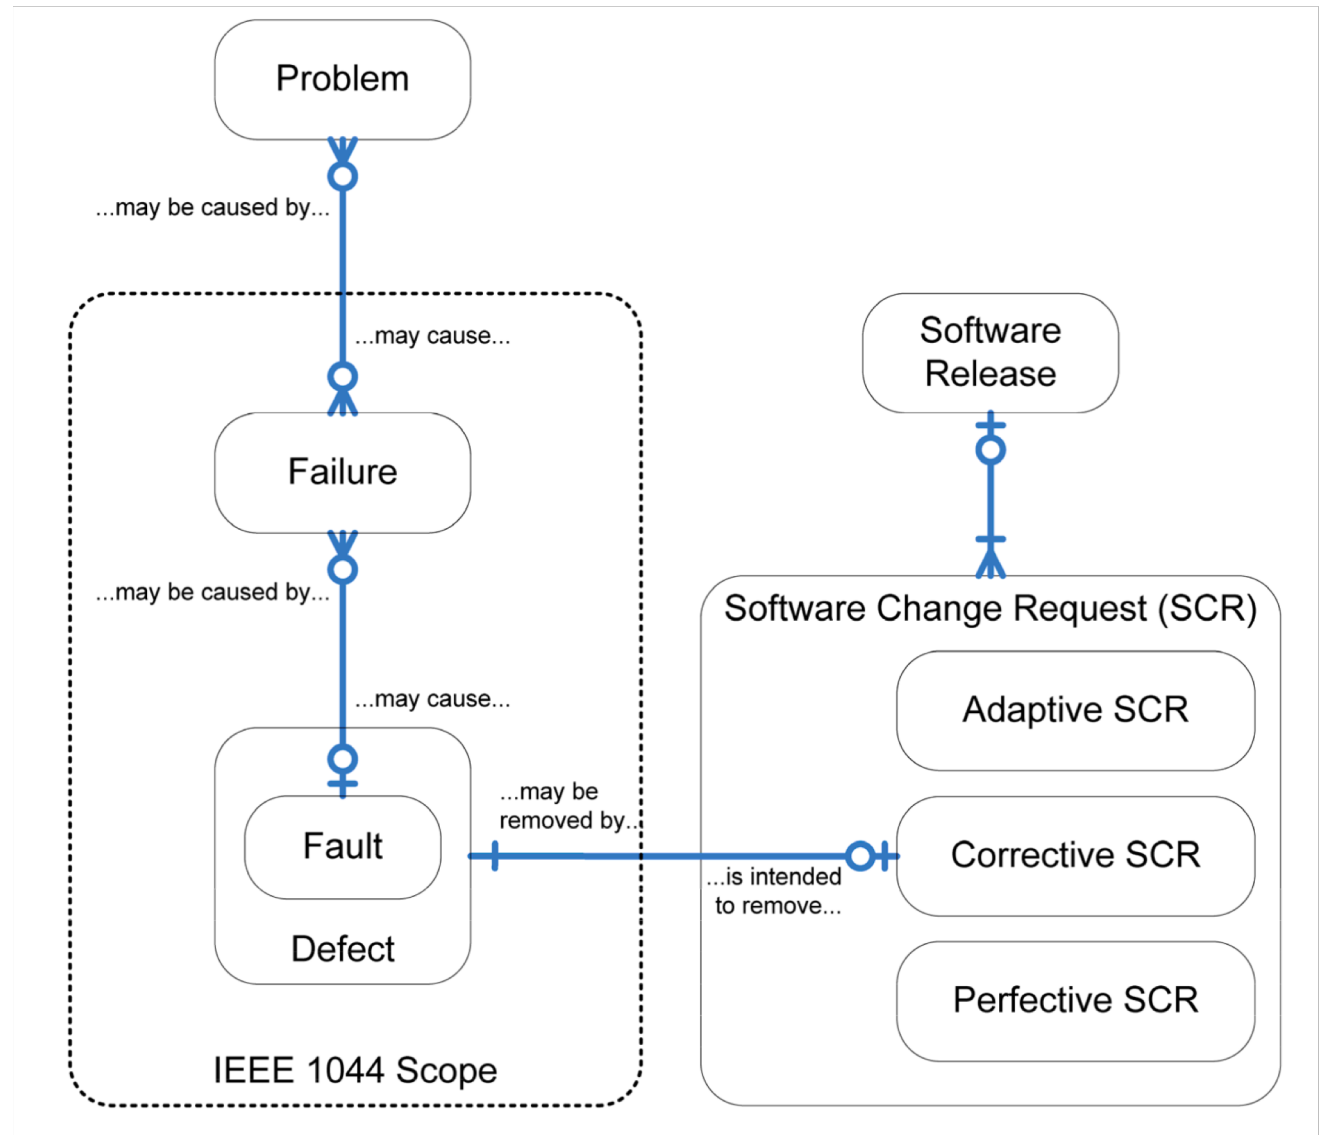 Problem
...may be caused by...
...may cause...
Failure
...may be caused by...
...may cause...
Fault
Defect
IEEE 1044 Scope
...may be
removed by...
...is intended
to remove...
Software
Release
Software Change Request (SCR)
Adaptive SCR
Corrective SCR
Perfective SCR